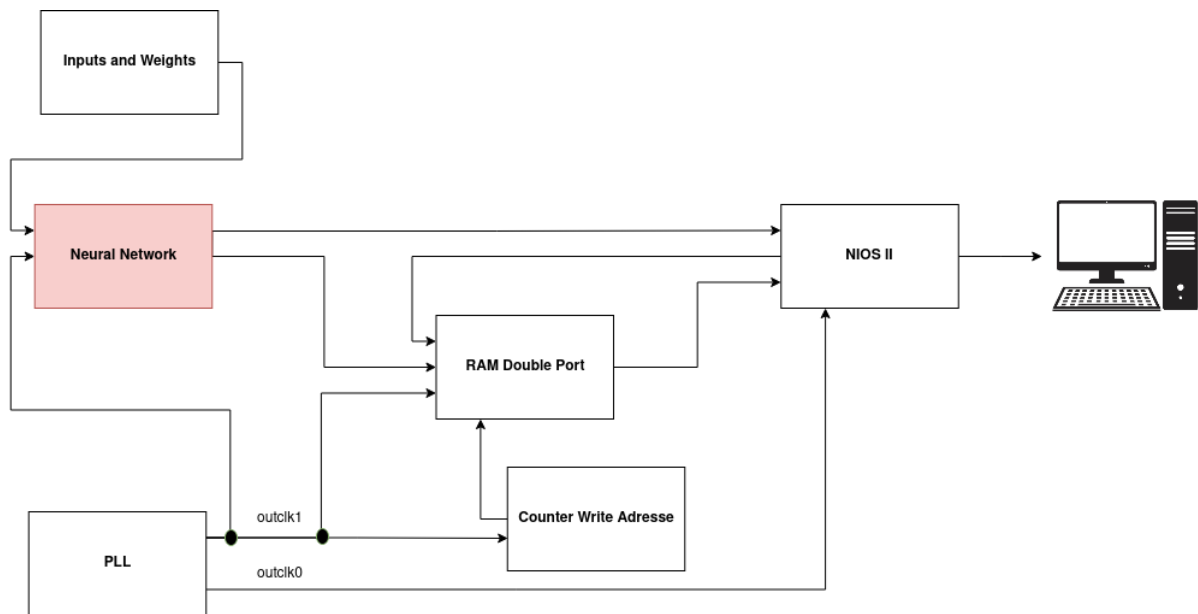 Inputs and Weights
Neural Network
NIOS II
RAM Double Port
outclk1
Counter Write Adresse
PLL
outclk0